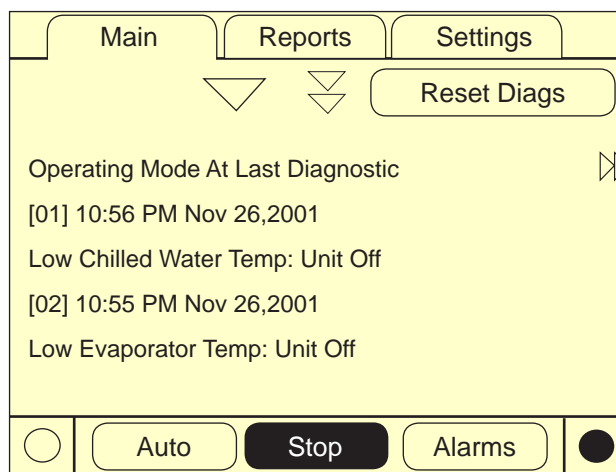 Main Reports Settings
Reset Diags
Operating Mode At Last Diagnostic
[01] 10:56 PM Nov 26,2001
Low Chilled Water Temp: Unit Off
[02] 10:55 PM Nov 26,2001
Low Evaporator Temp: Unit Off
Auto Stop Alarms